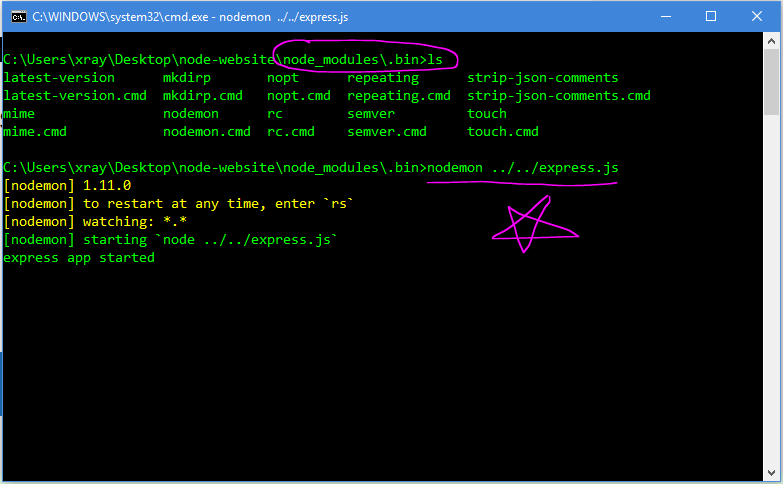 C:\WINDOWS\system32\cmd.exe - nodemon  ../../express.js
C:\Users\xray\Desktop\node-website\node_modules\.bin>ls
latest-version      mkdirp       nopt      repeating      strip-json-comments
latest-version.cmd  mkdirp.cmd   nopt.cmd  repeating.cmd  strip-json-comments.cmd
mime                nodemon      rc        semver         touch
mime.cmd            nodemon.cmd  rc.cmd    semver.cmd     touch.cmd
C:\Users\xray\Desktop\node-website\node_modules\.bin>nodemon ../../express.js
[nodemon] 1.11.0
[nodemon] to restart at any time, enter `rs`
[nodemon] watching: *.*
[nodemon] starting `node ../../express.js`
express app started